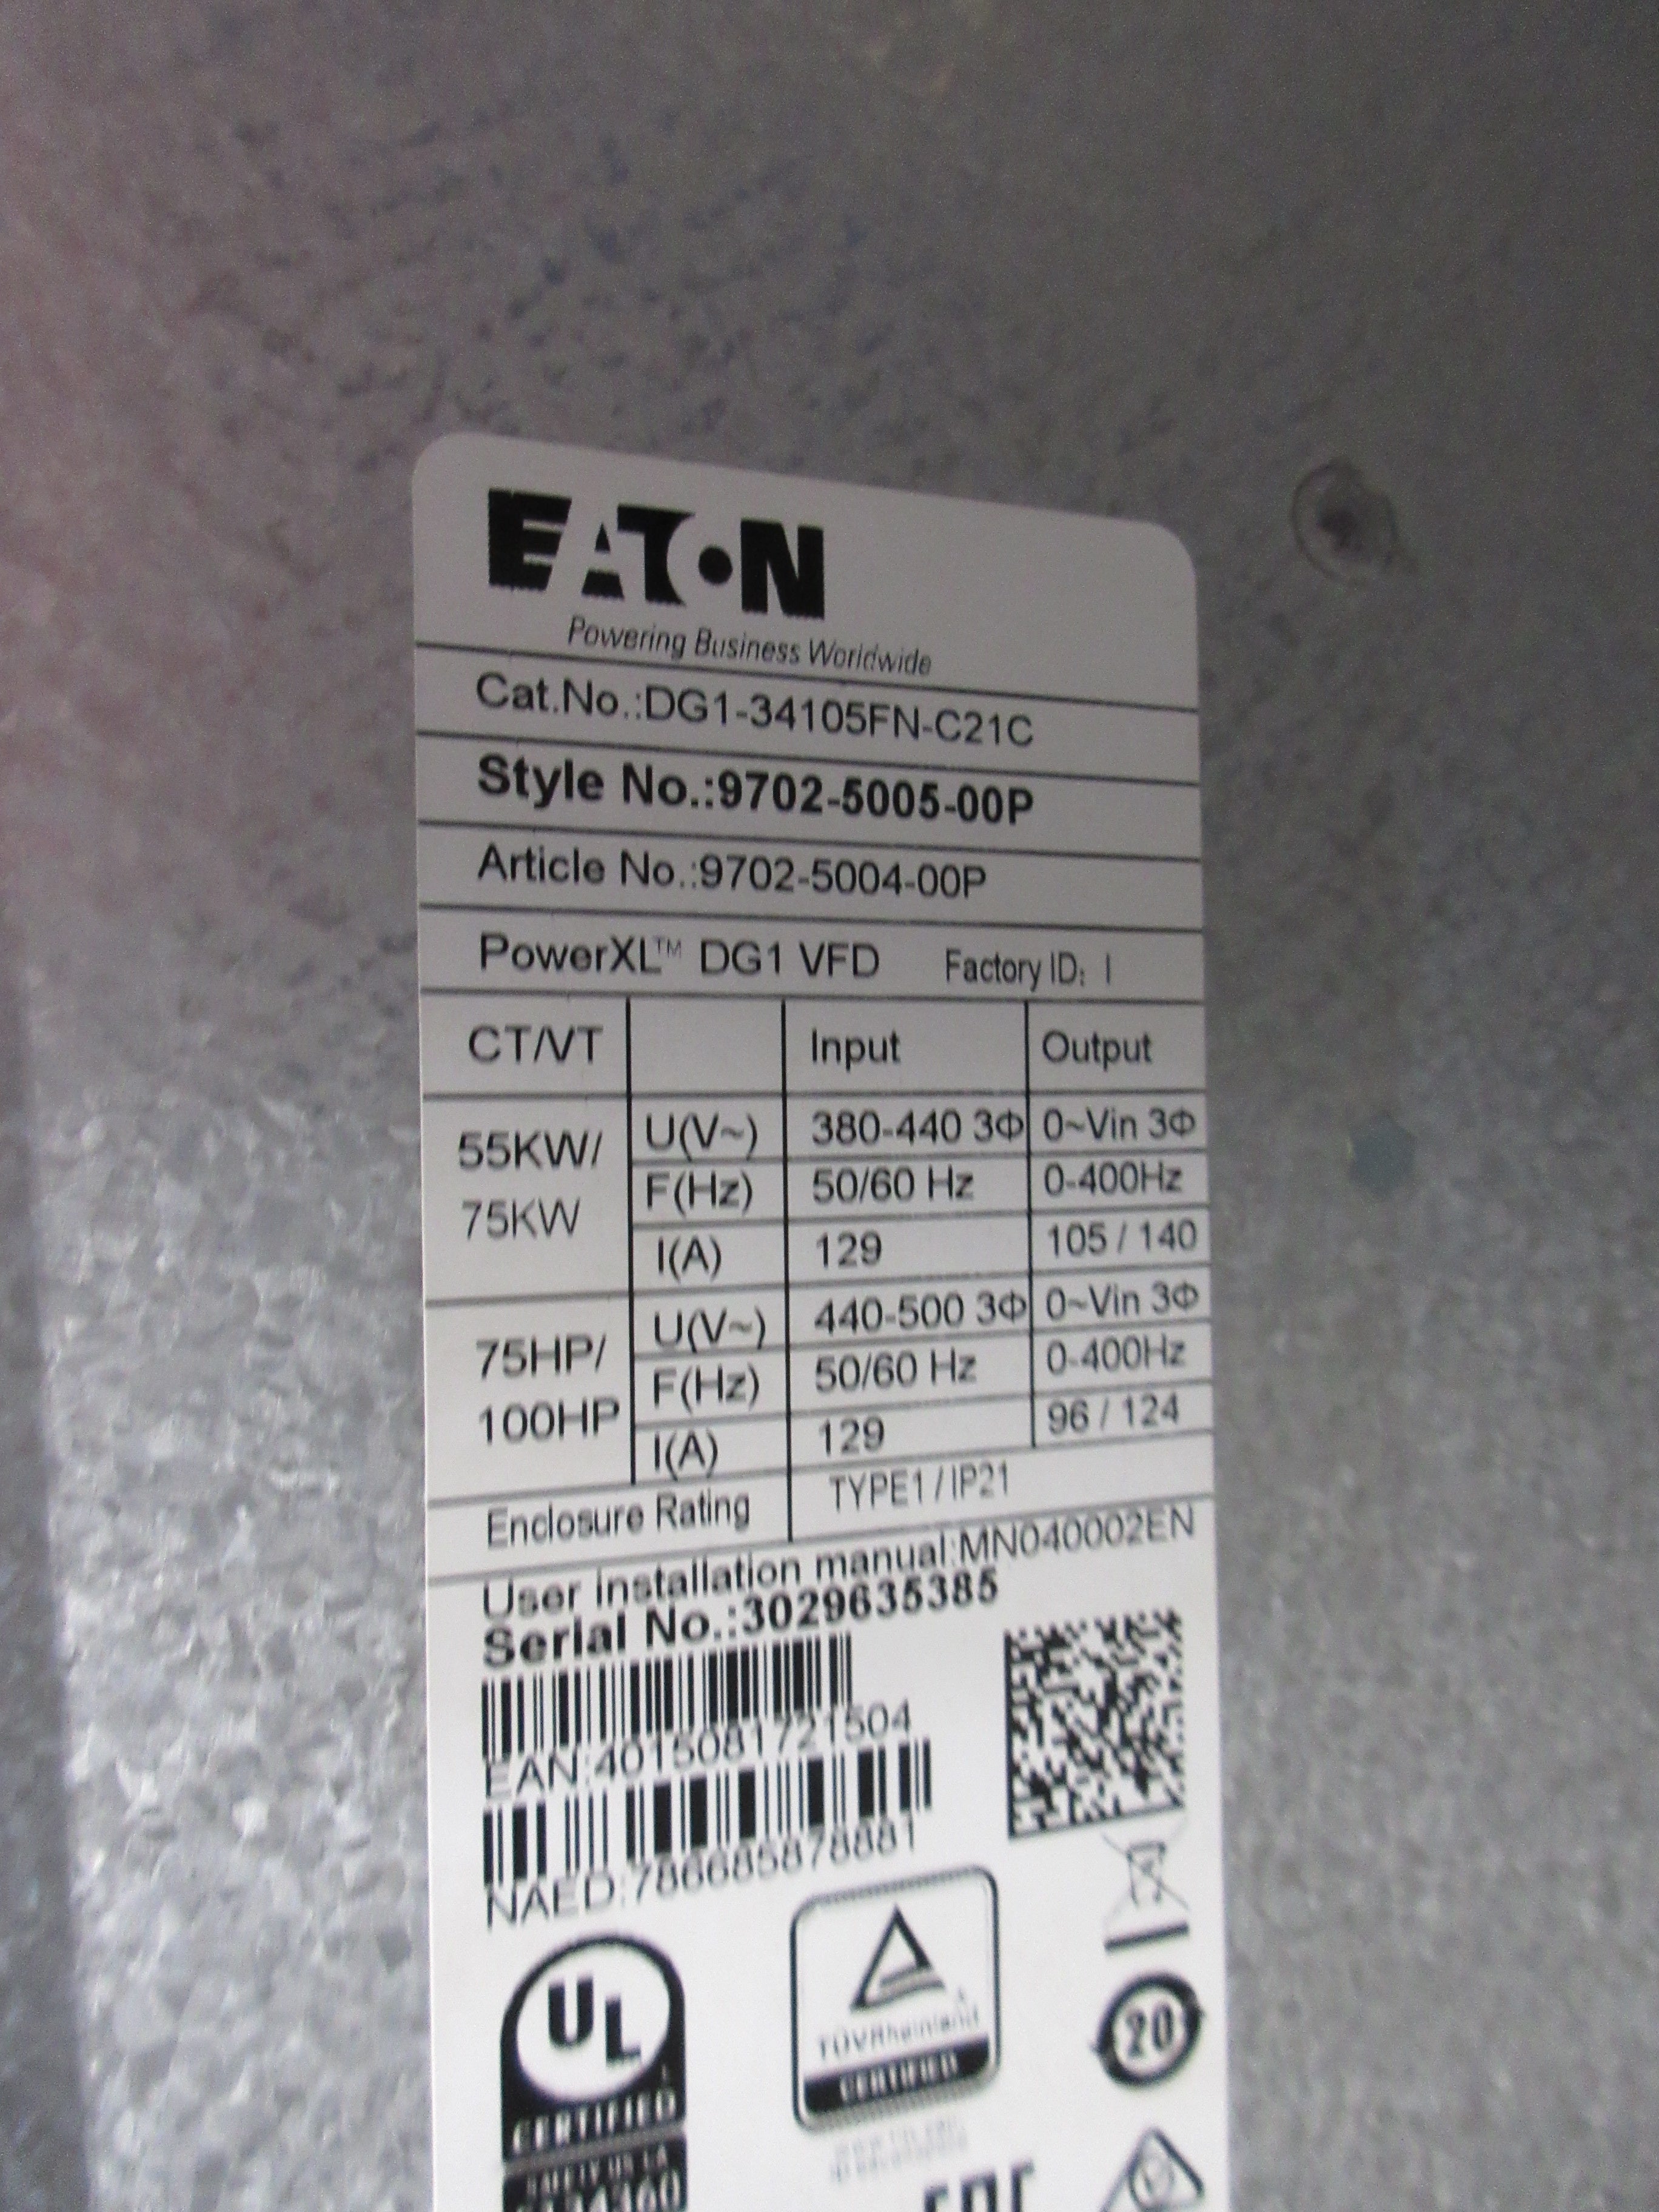 EATON
Powering Business Worldwide
Cat.No.:DG1-34105FN-C21C
Style No.:9702-5005-00P
Article No.:9702-5004-00P
PowerXL™ DG1 VFD Factory ID: I
CT/VT Input Output
55KW/
75KW
U(V~) 380-440 3Φ 0~Vin 3Φ
F(Hz) 50/60 Hz 0-400Hz
I(A) 129 105 / 140
75HP/
100HP
U(V~) 440-500 3Φ 0~Vin 3Φ
F(Hz) 50/60 Hz 0-400Hz
I(A) 129 96 / 124
Enclosure Rating TYPE1 / IP21
User installation manual:MN040002EN
Serial No.:3029635385
EAN:4015081721504
NAED:786685878881
UL
CERTIFIED
TÜVRheinland
CERTIFIED
20
EAC